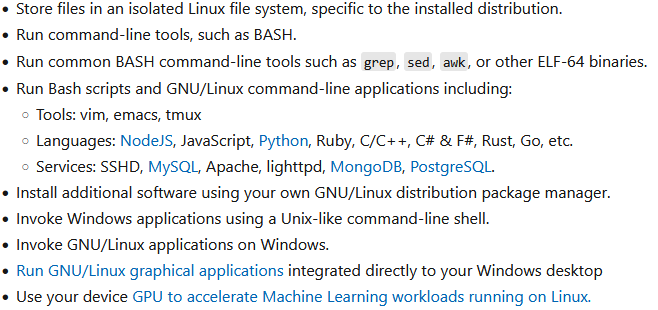 • Store files in an isolated Linux file system, specific to the installed distribution.
• Run command-line tools, such as BASH.
• Run common BASH command-line tools such as grep, sed, awk, or other ELF-64 binaries.
• Run Bash scripts and GNU/Linux command-line applications including:
○ Tools: vim, emacs, tmux
○ Languages: NodeJS, JavaScript, Python, Ruby, C/C++, C# & F#, Rust, Go, etc.
○ Services: SSHD, MySQL, Apache, lighttpd, MongoDB, PostgreSQL.
• Install additional software using your own GNU/Linux distribution package manager.
• Invoke Windows applications using a Unix-like command-line shell.
• Invoke GNU/Linux applications on Windows.
• Run GNU/Linux graphical applications integrated directly to your Windows desktop
• Use your device GPU to accelerate Machine Learning workloads running on Linux.